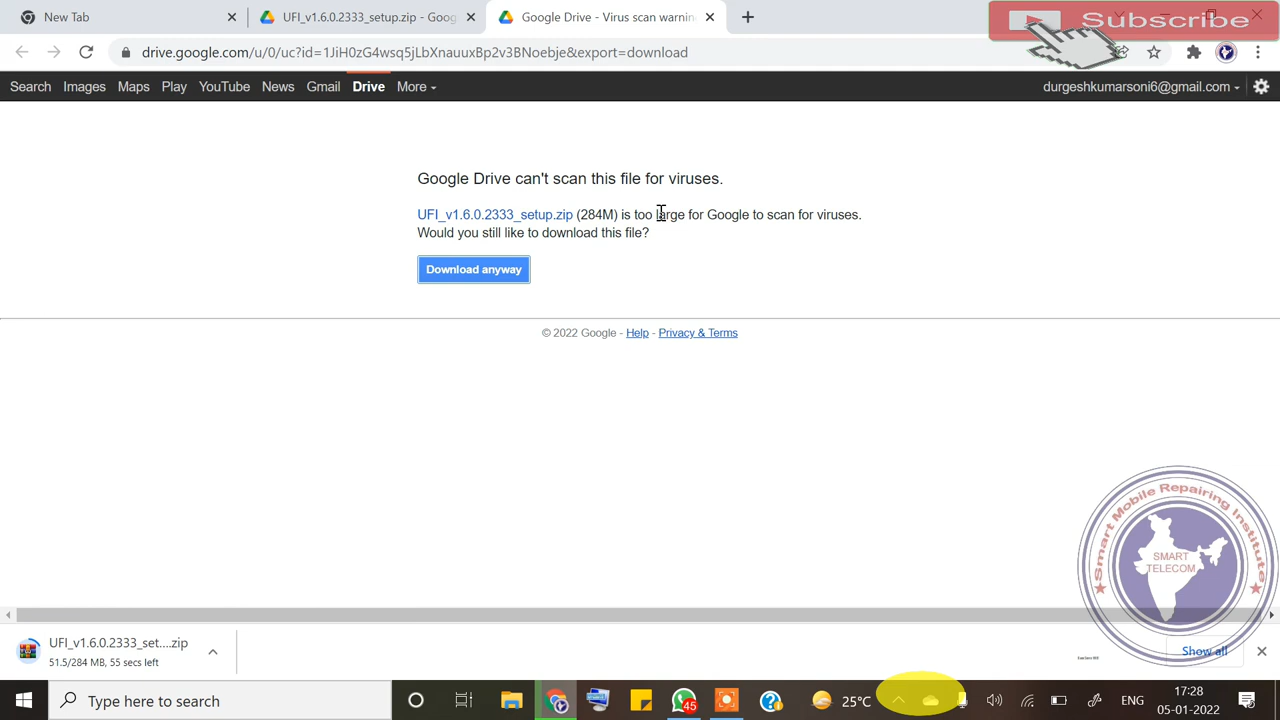 New Tab
UFI_v1.6.0.2333_setup.zip - Goog
Google Drive - Virus scan warnin
Subscribe
drive.google.com/u/0/uc?id=1JiH0zG4wsq5jLbXnauuxBp2v3BNoebje&export=download
Search Images Maps Play YouTube News Gmail Drive More
durgeshkumarsoni6@gmail.com
Google Drive can't scan this file for viruses.
UFI_v1.6.0.2333_setup.zip (284M) is too large for Google to scan for viruses.
Would you still like to download this file?
Download anyway
© 2022 Google - Help - Privacy & Terms
Smart Mobile Repairing Institute
SMART
TELECOM
UFI_v1.6.0.2333_set....zip
51.5/284 MB, 55 secs left
Show all
Type here to search
45
25°C
ENG
17:28
05-01-2022